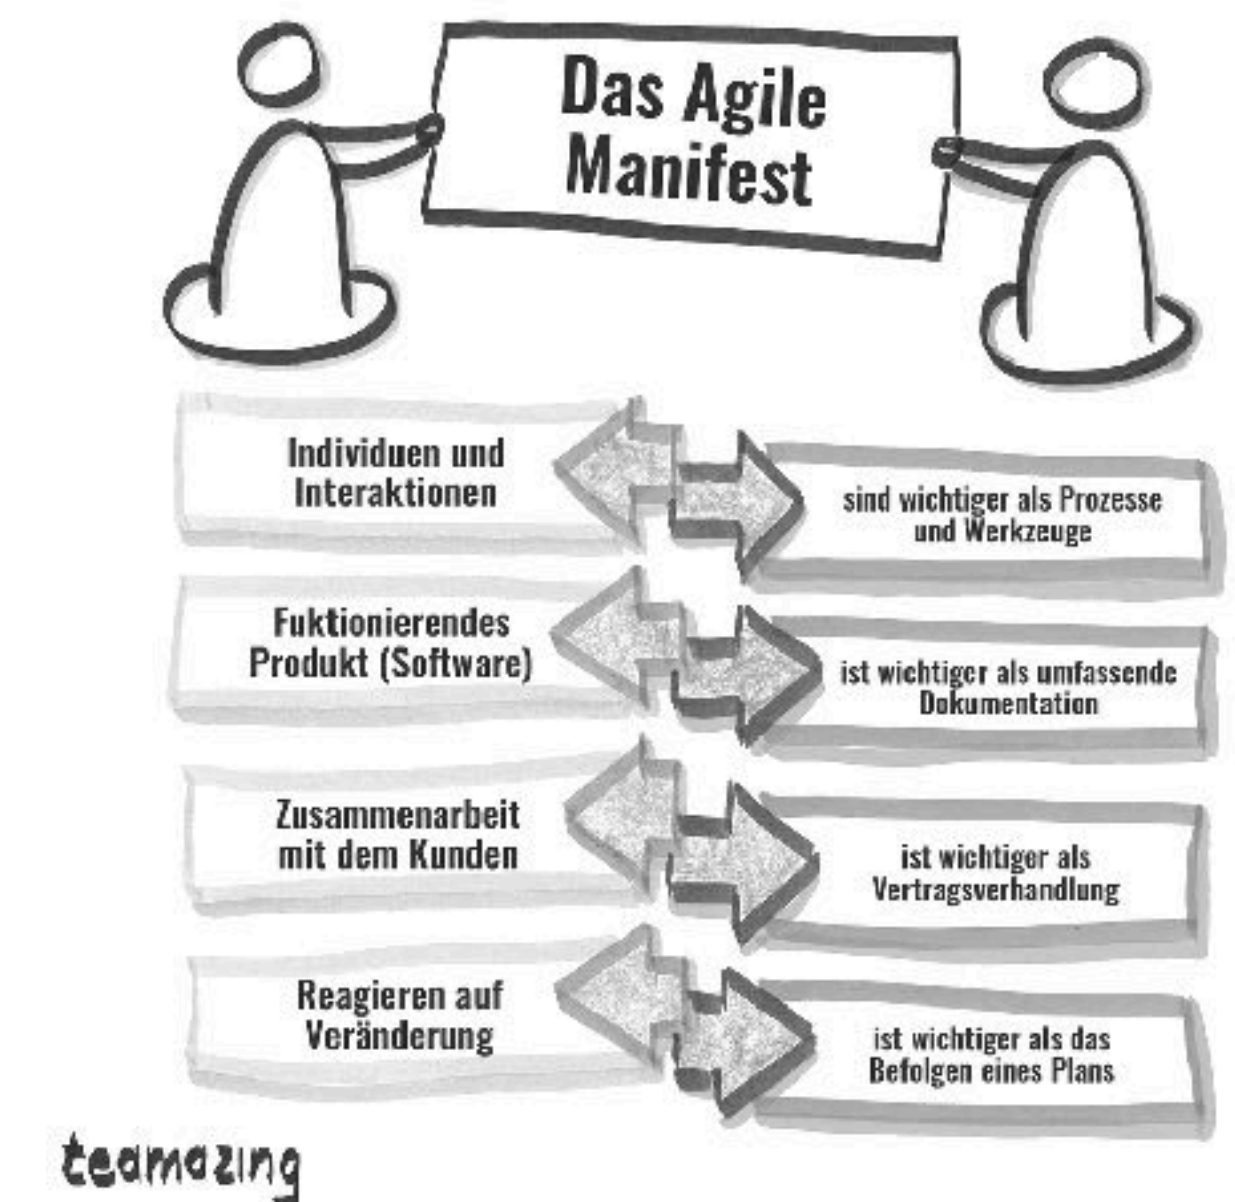 Das Agile
Manifest
Individuen und
Interaktionen
sind wichtiger als Prozesse
und Werkzeuge
Fuktionierendes
Produkt (Software)
ist wichtiger als umfassende
Dokumentation
Zusammenarbeit
mit dem Kunden
ist wichtiger als
Vertragsverhandlung
Reagieren auf
Veränderung
ist wichtiger als das
Befolgen eines Plans
teamazing